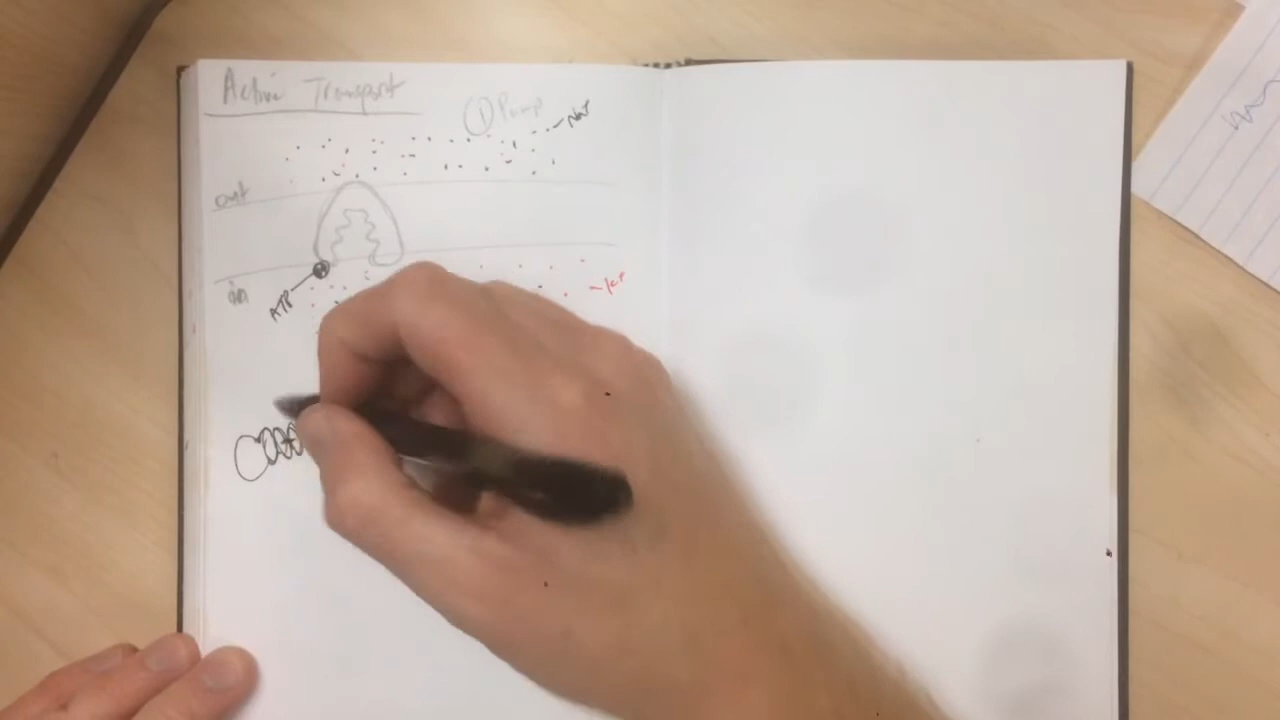 Active Transport
① Pump
Na+
out
in
ATP
K+